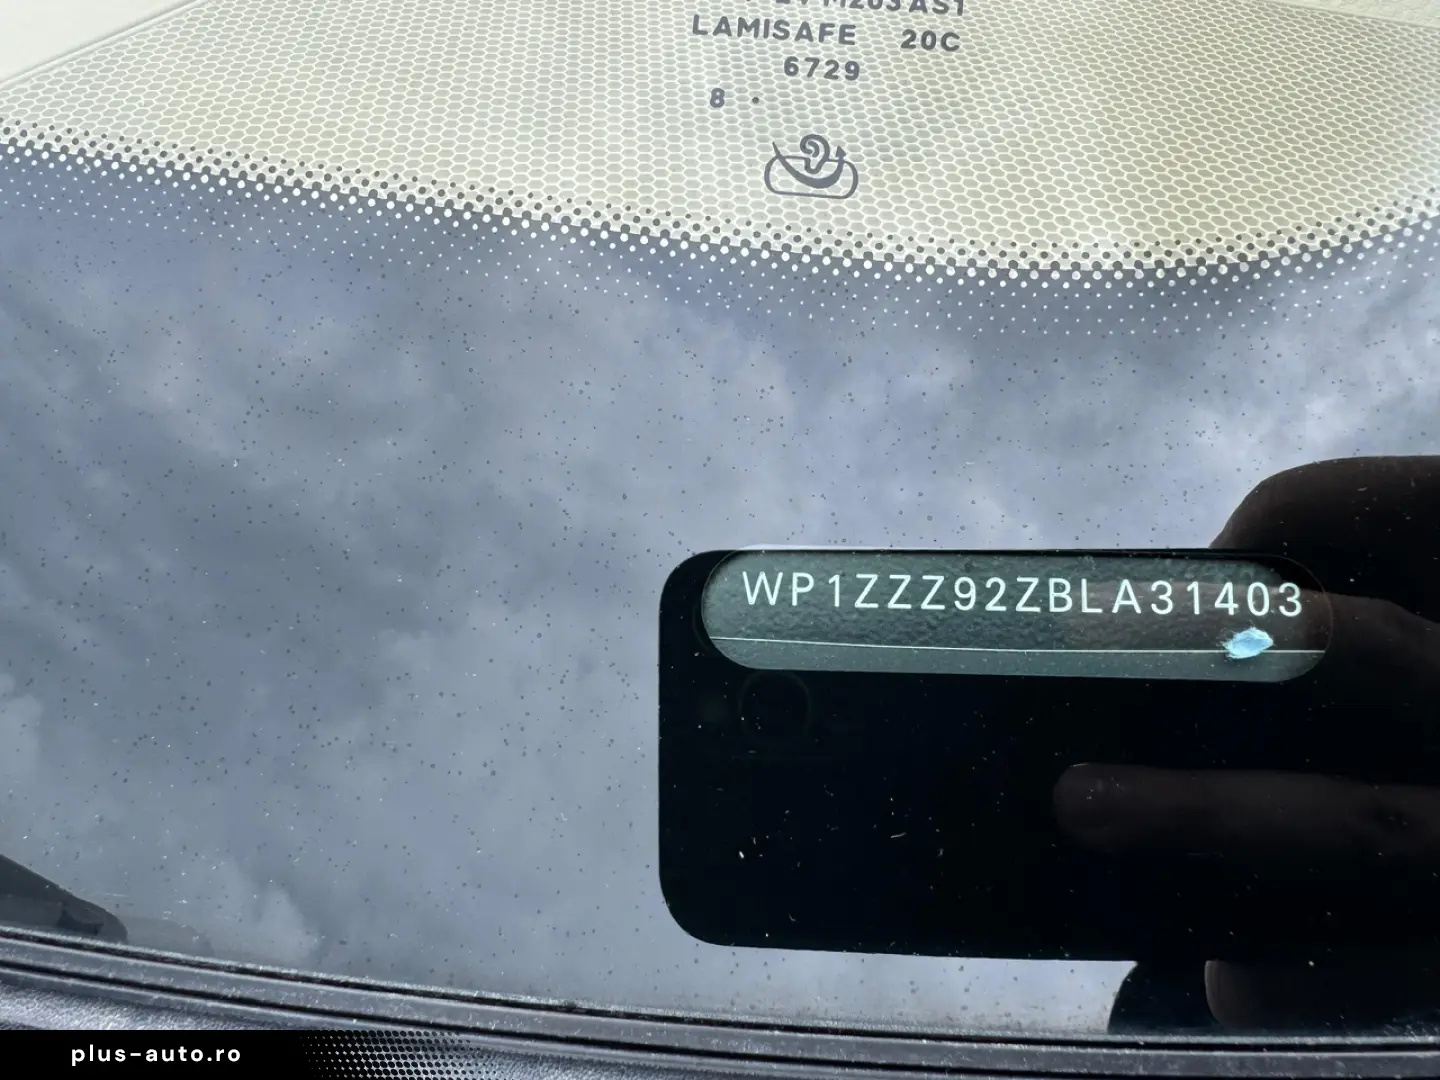 LAMISAFE 20C
6729
8 .
WP1ZZZ92ZBLA31403
plus-auto.ro